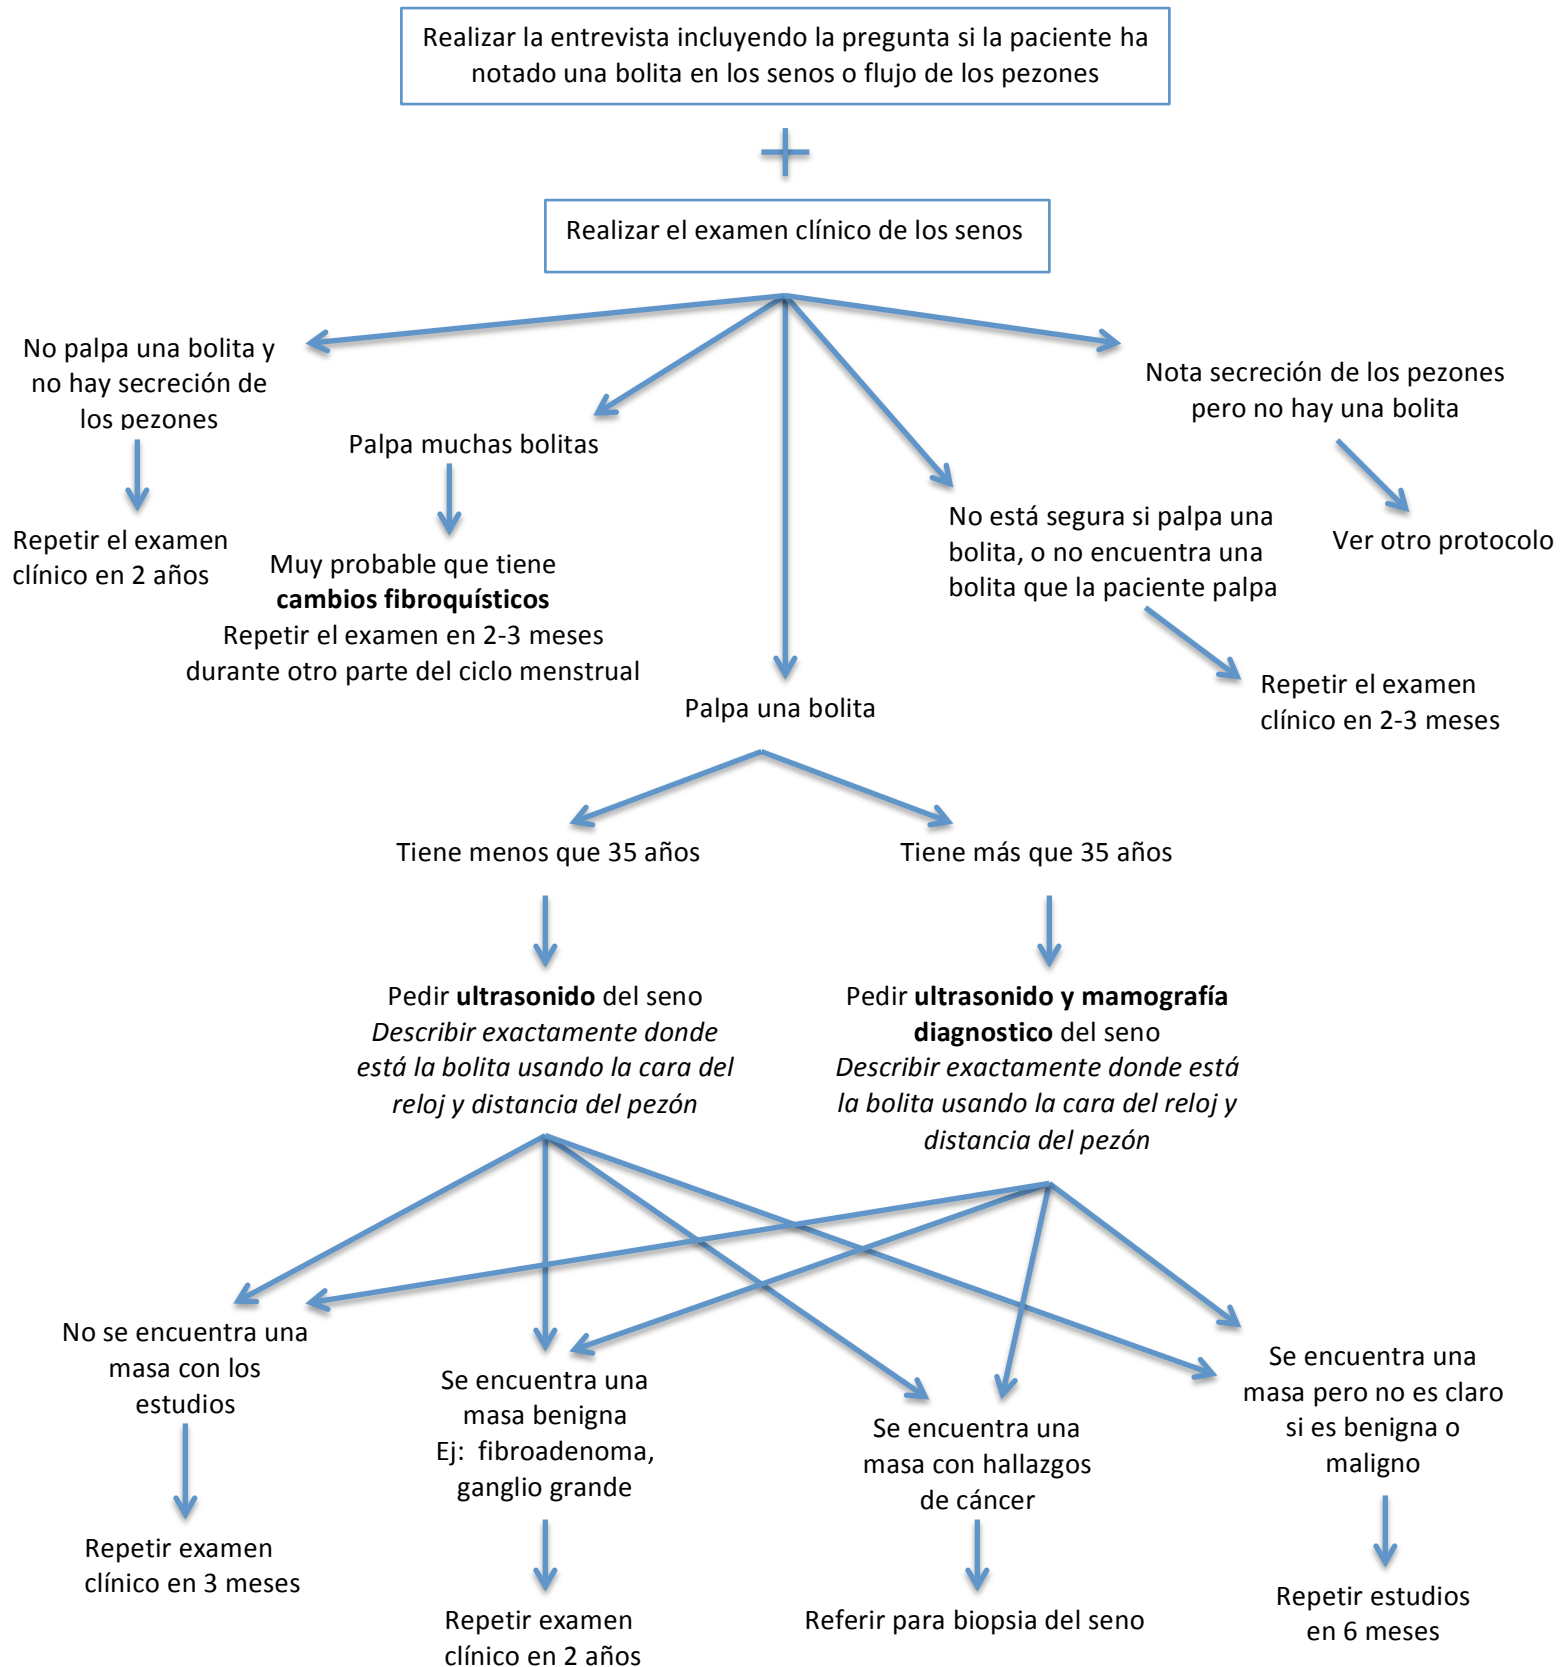 Realizar la entrevista incluyendo la pregunta si la paciente ha
notado una bolita en los senos o flujo de los pezones
Realizar el examen clínico de los senos
No palpa una bolita y
no hay secreción de
los pezones
Repetir el examen
clínico en 2 años
Palpa muchas bolitas
Muy probable que tiene
cambios fibroquísticos
Repetir el examen en 2-3 meses
durante otro parte del ciclo menstrual
Palpa una bolita
No está segura si palpa una
bolita, o no encuentra una
bolita que la paciente palpa
Repetir el examen
clínico en 2-3 meses
Nota secreción de los pezones
pero no hay una bolita
Ver otro protocolo
Tiene menos que 35 años
Tiene más que 35 años
Pedir ultrasonido del seno
Describir exactamente donde
está la bolita usando la cara del
reloj y distancia del pezón
Pedir ultrasonido y mamografía
diagnostico del seno
Describir exactamente donde está
la bolita usando la cara del reloj y
distancia del pezón
No se encuentra una
masa con los
estudios
Repetir examen
clínico en 3 meses
Se encuentra una
masa benigna
Ej:  fibroadenoma,
ganglio grande
Repetir examen
clínico en 2 años
Se encuentra una
masa con hallazgos
de cáncer
Referir para biopsia del seno
Se encuentra una
masa pero no es claro
si es benigna o
maligno
Repetir estudios
en 6 meses